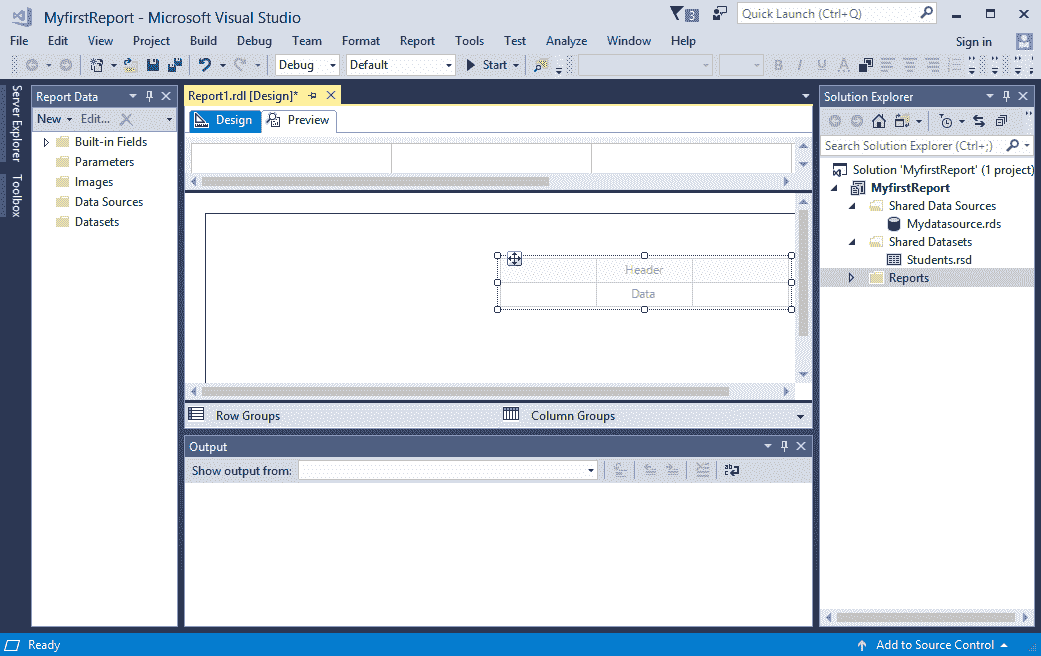 MyfirstReport - Microsoft Visual Studio
3
Quick Launch (Ctrl+Q)
File Edit View Project Build Debug Team Format Report Tools Test Analyze Window Help
Sign in
Debug Default Start
B I U A
Server Explorer
Toolbox
Report Data
New Edit...
Built-in Fields
Parameters
Images
Data Sources
Datasets
Report1.rdl [Design]*
Design Preview
Header
Data
Row Groups Column Groups
Output
Show output from:
Solution Explorer
Search Solution Explorer (Ctrl+;)
Solution 'MyfirstReport' (1 project)
MyfirstReport
Shared Data Sources
Mydatasource.rds
Shared Datasets
Students.rsd
Reports
Ready
Add to Source Control